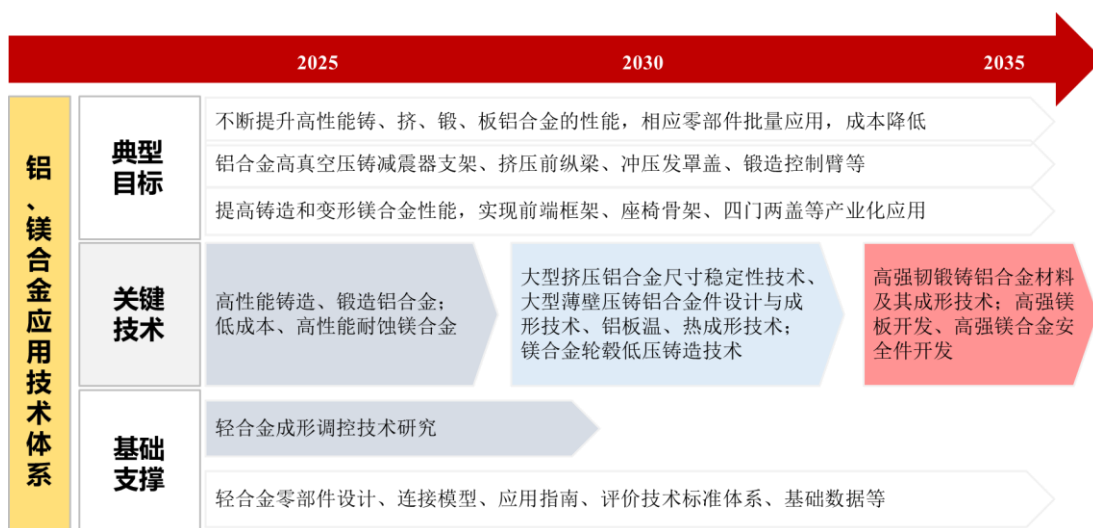 2025 2030 2035
铝、镁合金应用技术体系
典型
目标
不断提升高性能铸、挤、锻、板铝合金的性能，相应零部件批量应用，成本降低
铝合金高真空压铸减震器支架、挤压前纵梁、冲压发罩盖、锻造控制臂等
提高铸造和变形镁合金性能，实现前端框架、座椅骨架、四门两盖等产业化应用
关键
技术
高性能铸造、锻造铝合金；
低成本、高性能耐蚀镁合金
大型挤压铝合金尺寸稳定性技术、
大型薄壁压铸铝合金件设计与成
形技术、铝板温、热成形技术；
镁合金轮毂低压铸造技术
高强韧锻铸铝合金材料
及其成形技术；高强镁
板开发、高强镁合金安
全件开发
基础
支撑
轻合金成形调控技术研究
轻合金零部件设计、连接模型、应用指南、评价技术标准体系、基础数据等